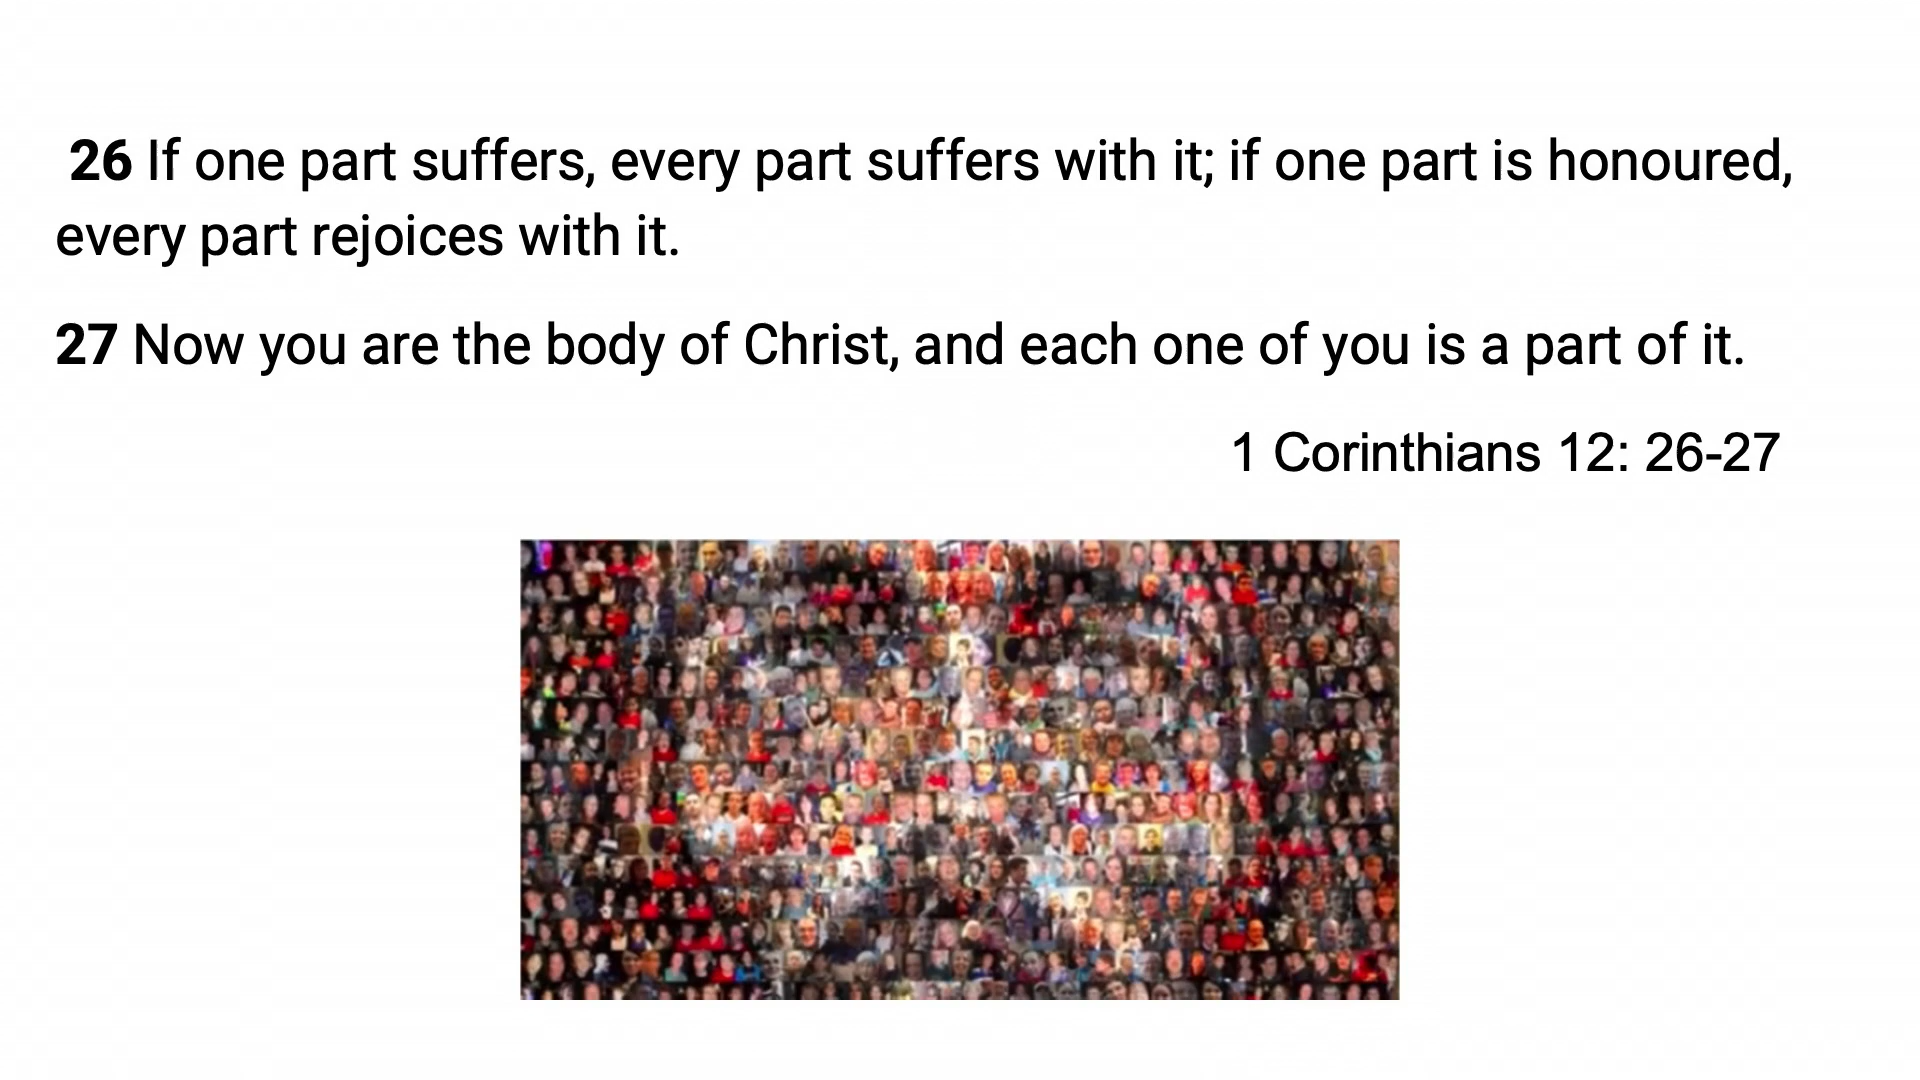 26 If one part suffers, every part suffers with it; if one part is honoured,
every part rejoices with it.
27 Now you are the body of Christ, and each one of you is a part of it.
1 Corinthians 12: 26-27